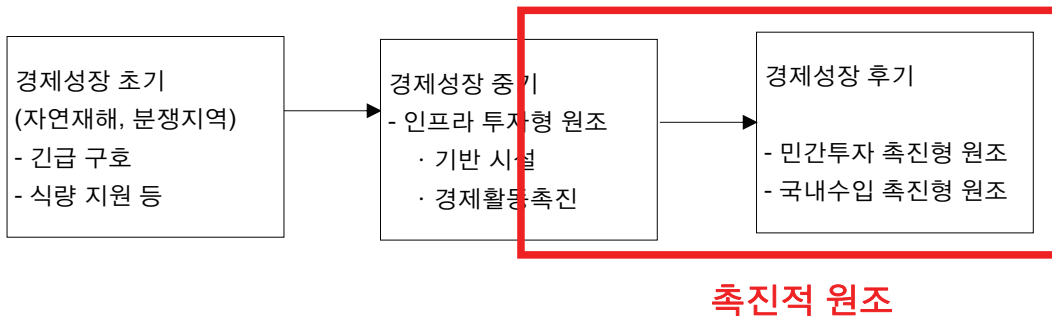 경제성장 초기
(자연재해, 분쟁지역)
- 긴급 구호
- 식량 지원 등
경제성장 중기
- 인프라 투자형 원조
· 기반 시설
· 경제활동촉진
경제성장 후기
- 민간투자 촉진형 원조
- 국내수입 촉진형 원조
촉진적 원조